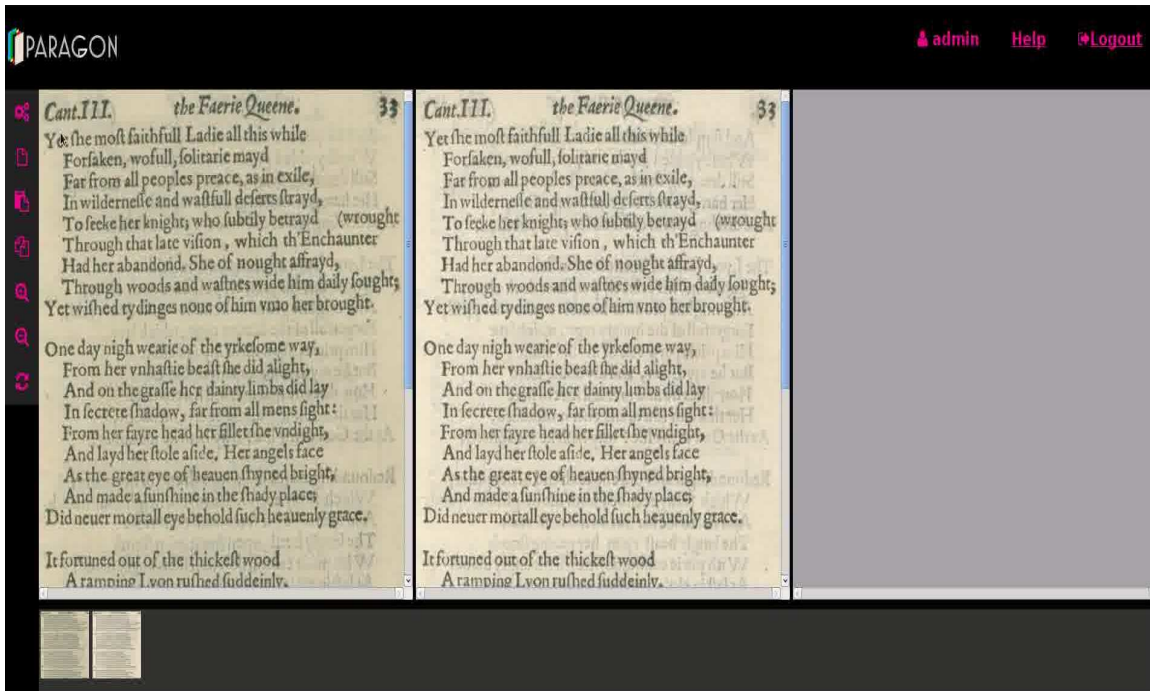 PARAGON
admin Help Logout
Cant.III. the Faerie Queene. 33
Yet ſhe moſt faithfull Ladie all this while
Forſaken, wofull, ſolitarie mayd
Far from all peoples preace, as in exile,
In wilderneſſe and waſtfull deſerts ſtrayd,
To ſeeke her knight; who ſubtily betrayd (wrought
Through that late viſion, which th'Enchaunter
Had her abandond. She of nought affrayd,
Through woods and waſtnes wide him daily ſought;
Yet wiſhed tydinges none of him vnto her brought.
One day nigh wearie of the yrkeſome way,
From her vnhaſtie beaſt ſhe did alight,
And on the graſſe her dainty limbs did lay
In ſecrete ſhadow, far from all mens ſight:
From her fayre head her fillet ſhe vndight,
And layd her ſtole aſide, Her angels face
As the great eye of heauen ſhyned bright,
And made a ſunſhine in the ſhady place;
Did neuer mortall eye behold ſuch heauenly grace.
It fortuned out of the thickeſt wood
A ramping Lyon ruſhed ſuddeinly,
Cant.III. the Faerie Queene. 33
Yet ſhe moſt faithfull Ladie all this while
Forſaken, wofull, ſolitarie mayd
Far from all peoples preace, as in exile,
In wilderneſſe and waſtfull deſerts ſtrayd,
To ſeeke her knight; who ſubtily betrayd (wrought
Through that late viſion, which th'Enchaunter
Had her abandond. She of nought affrayd,
Through woods and waſtnes wide him daily ſought;
Yet wiſhed tydinges none of him vnto her brought.
One day nigh wearie of the yrkeſome way,
From her vnhaſtie beaſt ſhe did alight,
And on the graſſe her dainty limbs did lay
In ſecrete ſhadow, far from all mens ſight:
From her fayre head her fillet ſhe vndight,
And layd her ſtole aſide, Her angels face
As the great eye of heauen ſhyned bright,
And made a ſunſhine in the ſhady place;
Did neuer mortall eye behold ſuch heauenly grace.
It fortuned out of the thickeſt wood
A ramping Lyon ruſhed ſuddeinly,